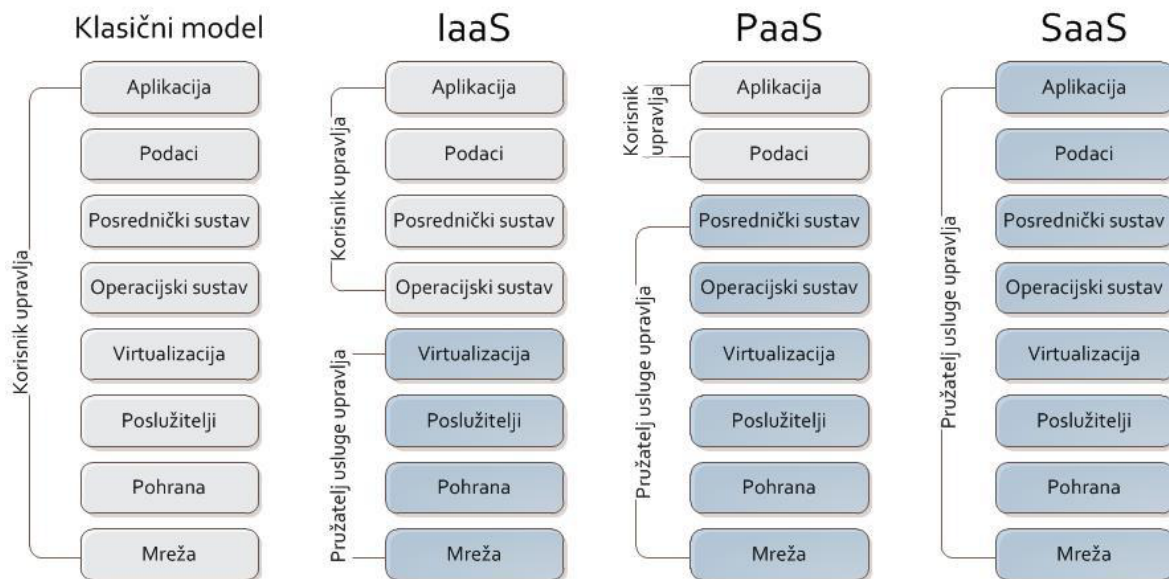 Klasični model
Korisnik upravlja
Aplikacija
Podaci
Posrednički sustav
Operacijski sustav
Virtualizacija
Poslužitelji
Pohrana
Mreža
IaaS
Korisnik upravlja
Pružatelj usluge upravlja
Aplikacija
Podaci
Posrednički sustav
Operacijski sustav
Virtualizacija
Poslužitelji
Pohrana
Mreža
PaaS
Korisnik
upravlja
Pružatelj usluge upravlja
Aplikacija
Podaci
Posrednički sustav
Operacijski sustav
Virtualizacija
Poslužitelji
Pohrana
Mreža
SaaS
Pružatelj usluge upravlja
Aplikacija
Podaci
Posrednički sustav
Operacijski sustav
Virtualizacija
Poslužitelji
Pohrana
Mreža